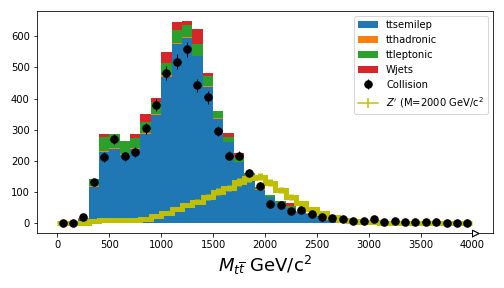 600
500
400
300
200
100
0
0 500 1000 1500 2000 2500 3000 3500 4000
M_{t\bar{t}} GeV/c²
ttsemilep
tthadronic
ttleptonic
Wjets
Collision
Z' (M=2000 GeV/c²